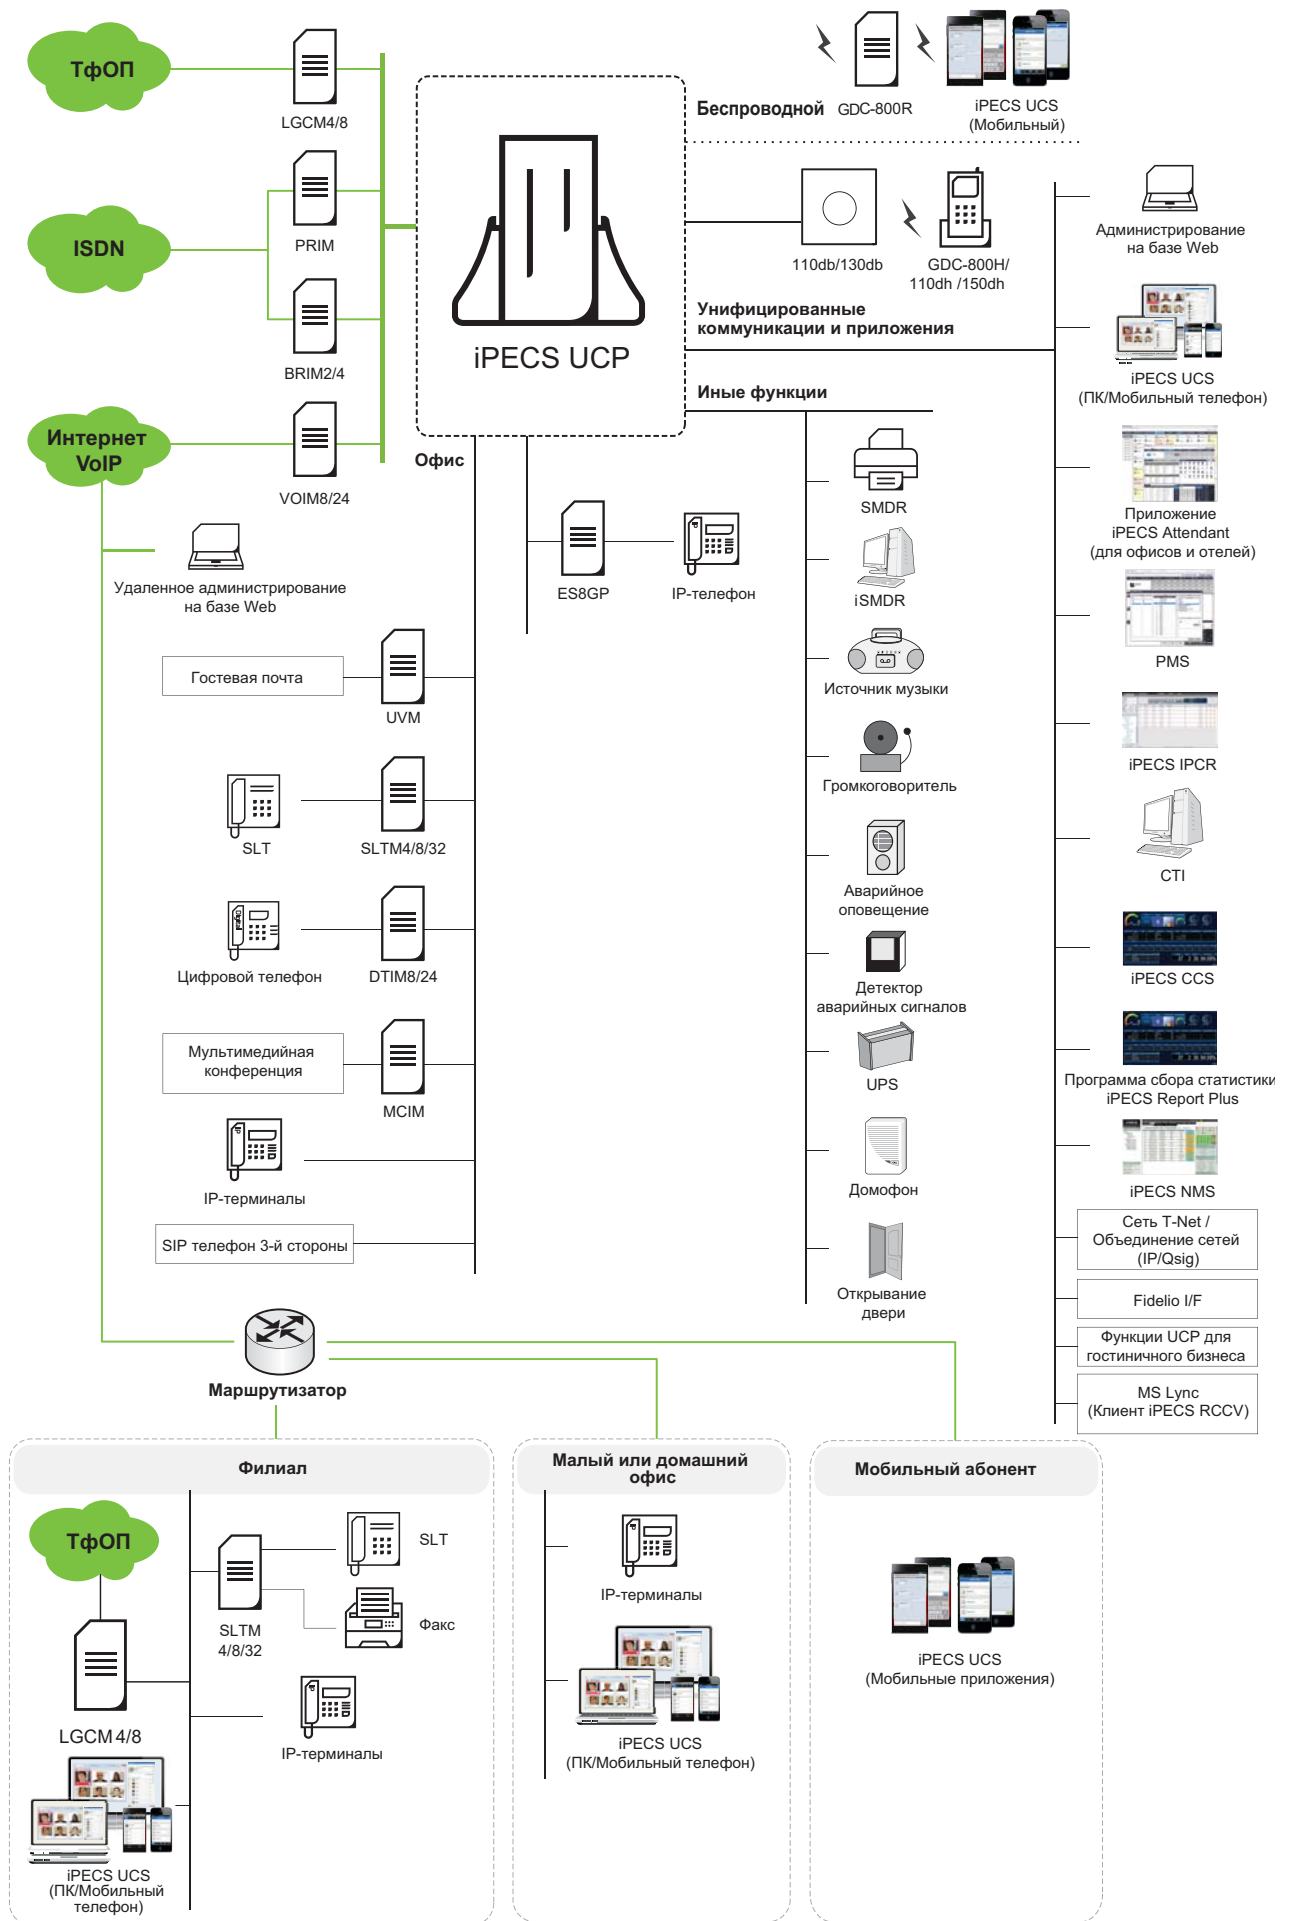 ТфОП
LGCM4/8
ISDN
PRIM
BRIM2/4
Интернет
VoIP
VOIM8/24
Удаленное администрирование
на базе Web
iPECS UCP
Беспроводной
GDC-800R
iPECS UCS
(Мобильный)
110db/130db
GDC-800H/
110dh /150dh
Унифицированные
коммуникации и приложения
Иные функции
Офис
ES8GP
IP-телефон
Гостевая почта
UVM
SLT
SLTM4/8/32
Digital
Цифровой телефон
DTIM8/24
Мультимедийная
конференция
MCIM
IP-терминалы
SIP телефон 3-й стороны
SMDR
iSMDR
Источник музыки
Громкоговоритель
Аварийное
оповещение
Детектор
аварийных сигналов
UPS
Домофон
Открывание
двери
Администрирование
на базе Web
iPECS UCS
(ПК/Мобильный телефон)
Приложение
iPECS Attendant
(для офисов и отелей)
PMS
iPECS IPCR
CTI
iPECS CCS
Программа сбора статистики
iPECS Report Plus
iPECS NMS
Сеть T-Net /
Объединение сетей
(IP/Qsig)
Fidelio I/F
Функции UCP для
гостиничного бизнеса
MS Lync
(Клиент iPECS RCCV)
Маршрутизатор
Филиал
ТфОП
LGCM 4/8
SLTM
4/8/32
SLT
Факс
IP-терминалы
iPECS UCS
(ПК/Мобильный
телефон)
Малый или домашний
офис
IP-терминалы
iPECS UCS
(ПК/Мобильный телефон)
Мобильный абонент
iPECS UCS
(Мобильные приложения)